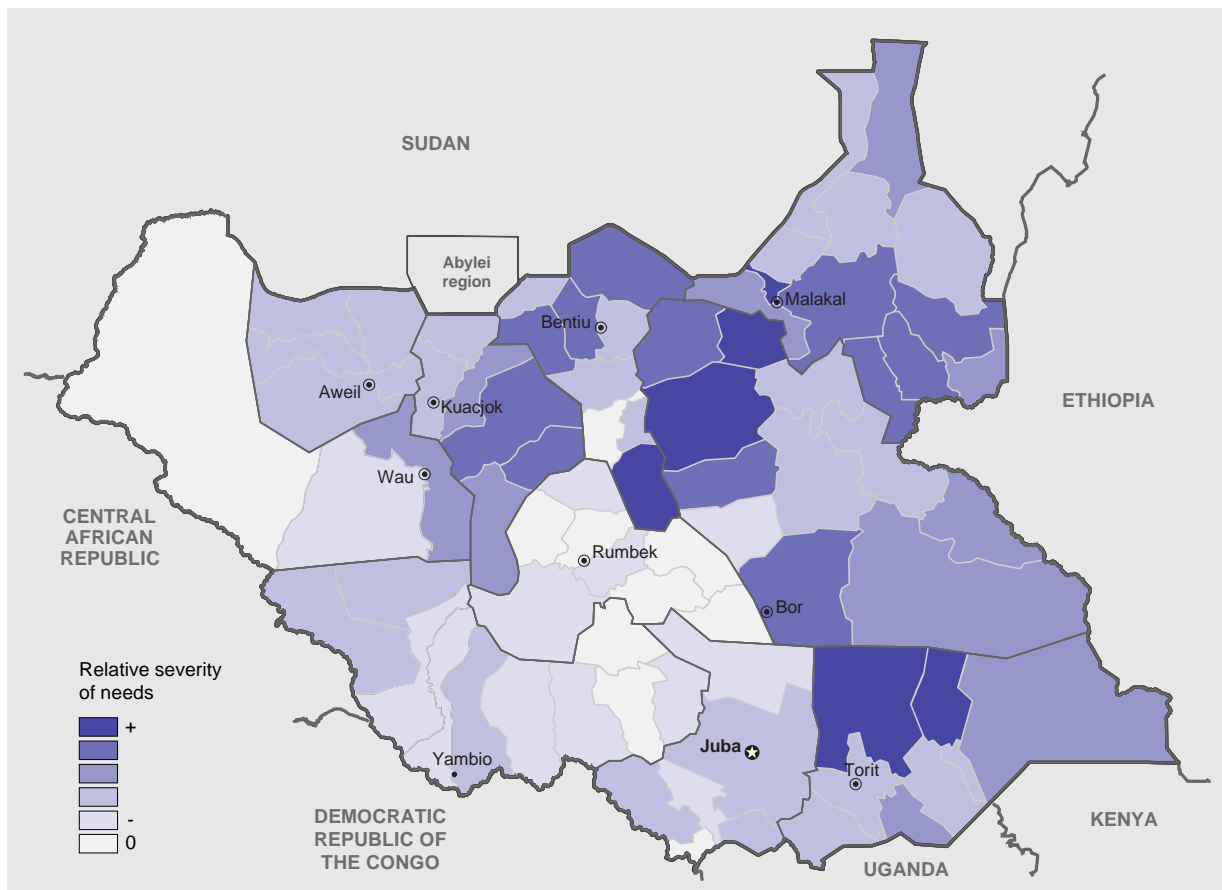 SUDAN
Abylei
region
Malakal
Bentiu
Aweil
Kuacjok
ETHIOPIA
Wau
CENTRAL
AFRICAN
REPUBLIC
Rumbek
Bor
Relative severity
of needs
+
-
0
Juba
Yambio
Torit
DEMOCRATIC
REPUBLIC OF
THE CONGO
KENYA
UGANDA